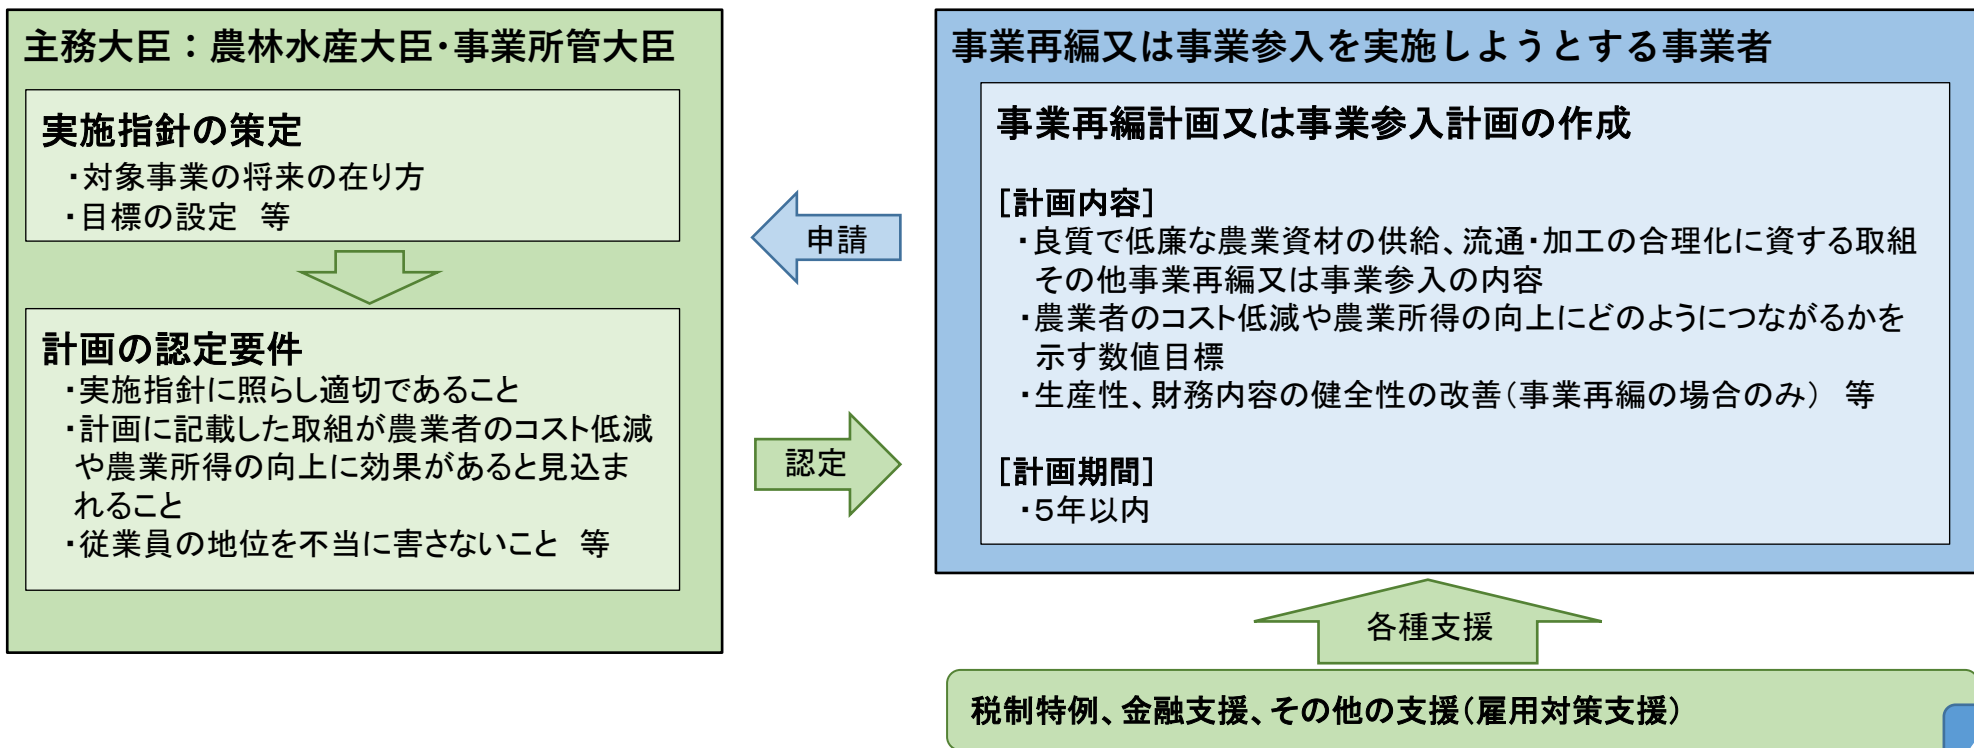 主務大臣：農林水産大臣・事業所管大臣
実施指針の策定
・対象事業の将来の在り方
・目標の設定　等
計画の認定要件
・実施指針に照らし適切であること
・計画に記載した取組が農業者のコスト低減
や農業所得の向上に効果があると見込ま
れること
・従業員の地位を不当に害さないこと　等
申請
認定
事業再編又は事業参入を実施しようとする事業者
事業再編計画又は事業参入計画の作成
［計画内容］
・良質で低廉な農業資材の供給、流通・加工の合理化に資する取組
その他事業再編又は事業参入の内容
・農業者のコスト低減や農業所得の向上にどのようにつながるかを
示す数値目標
・生産性、財務内容の健全性の改善（事業再編の場合のみ）　等
［計画期間］
・５年以内
各種支援
税制特例、金融支援、その他の支援（雇用対策支援）